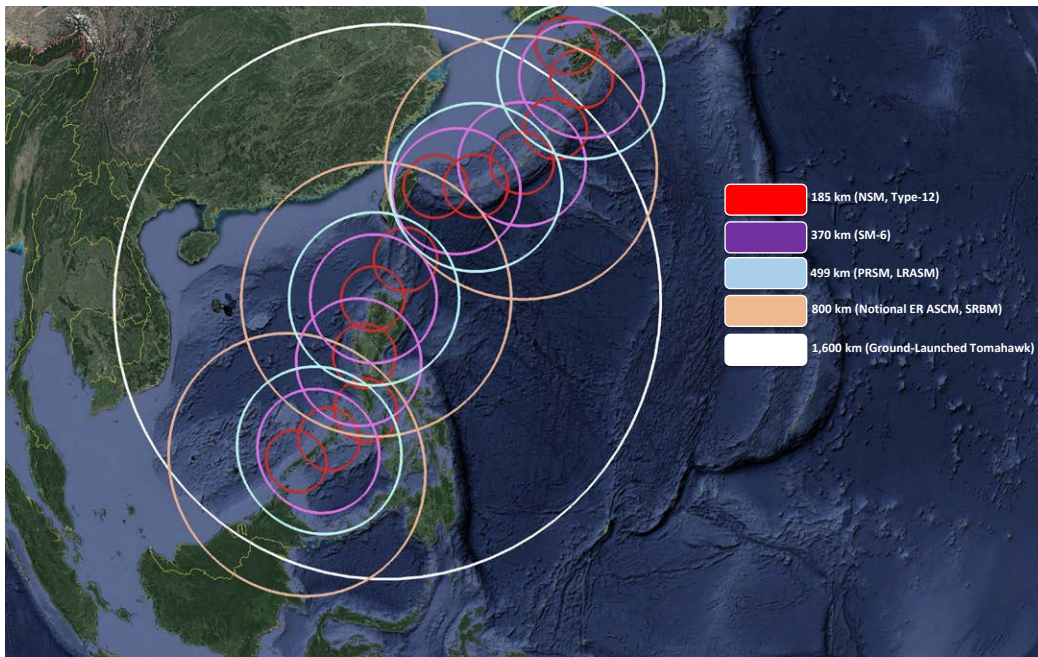 185 km (NSM, Type-12)
370 km (SM-6)
499 km (PRSM, LRASM)
800 km (Notional ER ASCM, SRBM)
1,600 km (Ground-Launched Tomahawk)